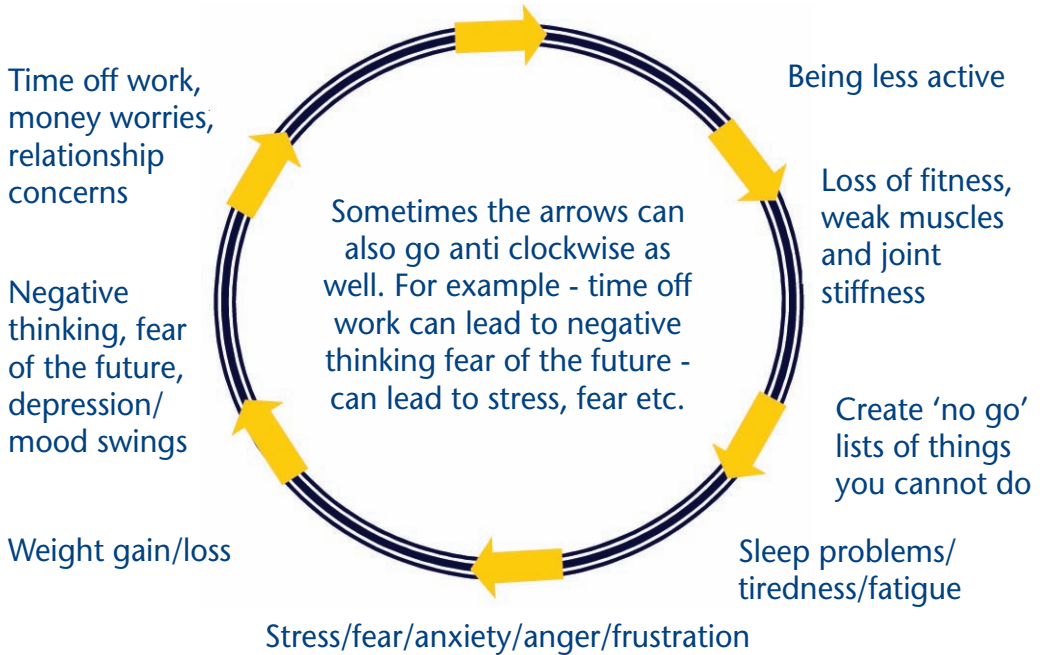 Being less active
Loss of fitness,
weak muscles
and joint
stiffness
Create ‘no go’
lists of things
you cannot do
Sleep problems/
tiredness/fatigue
Stress/fear/anxiety/anger/frustration
Weight gain/loss
Negative
thinking, fear
of the future,
depression/
mood swings
Time off work,
money worries,
relationship
concerns
Sometimes the arrows can
also go anti clockwise as
well. For example - time off
work can lead to negative
thinking fear of the future -
can lead to stress, fear etc.